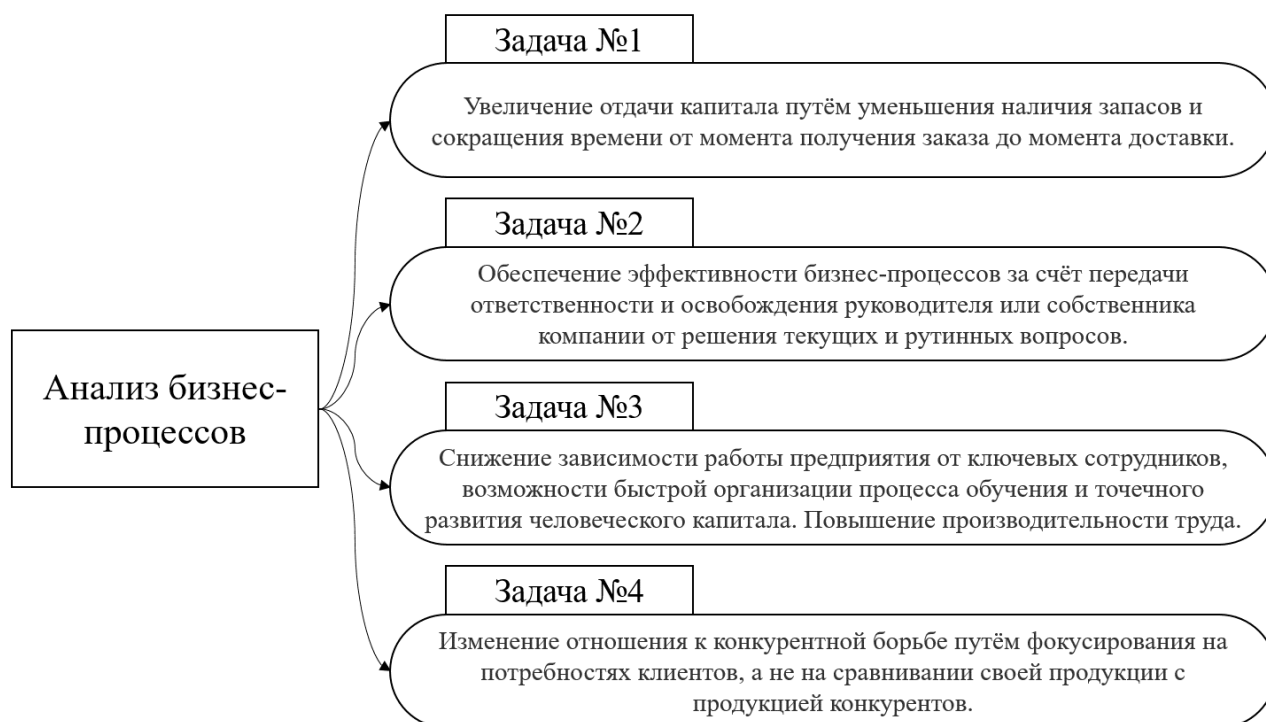 Задача №1
Увеличение отдачи капитала путём уменьшения наличия запасов и
сокращения времени от момента получения заказа до момента доставки.
Задача №2
Обеспечение эффективности бизнес-процессов за счёт передачи
ответственности и освобождения руководителя или собственника
компании от решения текущих и рутинных вопросов.
Анализ бизнес-
процессов
Задача №3
Снижение зависимости работы предприятия от ключевых сотрудников,
возможности быстрой организации процесса обучения и точечного
развития человеческого капитала. Повышение производительности труда.
Задача №4
Изменение отношения к конкурентной борьбе путём фокусирования на
потребностях клиентов, а не на сравнивании своей продукции с
продукцией конкурентов.